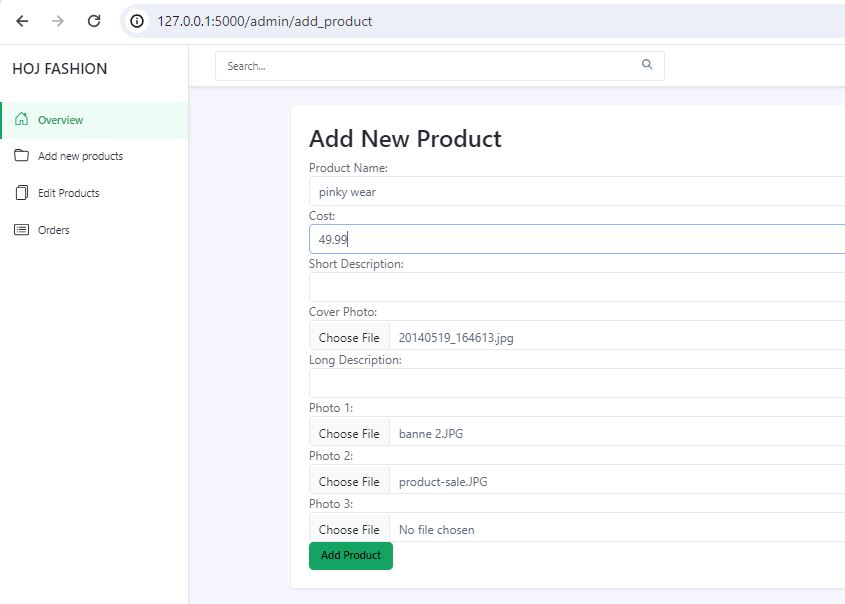 127.0.0.1:5000/admin/add_product
HOJ FASHION
Search...
Overview
Add new products
Edit Products
Orders
Add New Product
Product Name:
pinky wear
Cost:
49.99
Short Description:
Cover Photo:
Choose File 20140519_164613.jpg
Long Description:
Photo 1:
Choose File banne 2.JPG
Photo 2:
Choose File product-sale.JPG
Photo 3:
Choose File No file chosen
Add Product